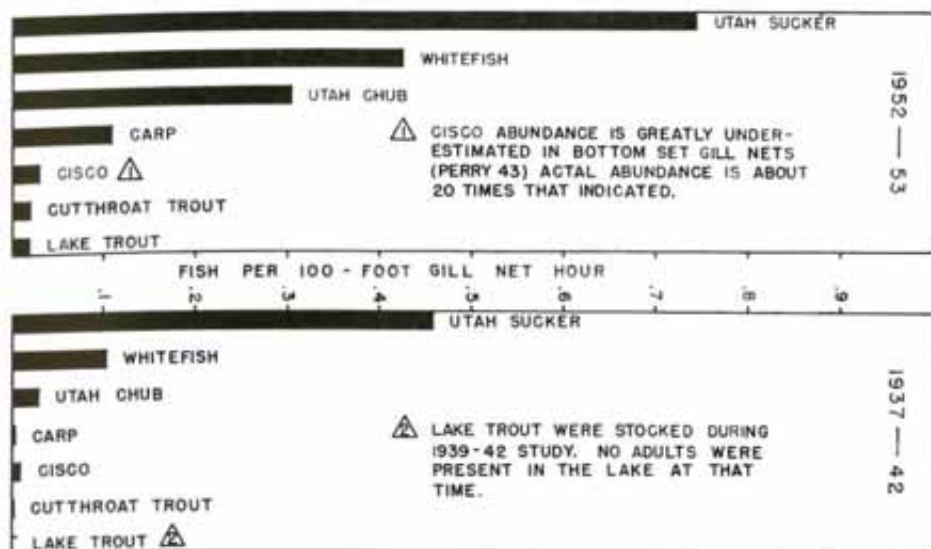 UTAH SUCKER
WHITEFISH
UTAH CHUB
CARP
CISCO 1
CUTTHROAT TROUT
LAKE TROUT
1 CISCO ABUNDANCE IS GREATLY UNDER-
ESTIMATED IN BOTTOM SET GILL NETS
(PERRY 43) ACTAL ABUNDANCE IS ABOUT
20 TIMES THAT INDICATED.
1952 — 53
FISH PER 100 - FOOT GILL NET HOUR
.1 .2 .3 .4 .5 .6 .7 .8 .9
UTAH SUCKER
WHITEFISH
UTAH CHUB
CARP
CISCO
CUTTHROAT TROUT
LAKE TROUT 2
2 LAKE TROUT WERE STOCKED DURING
1939-42 STUDY. NO ADULTS WERE
PRESENT IN THE LAKE AT THAT
TIME.
1937 — 42